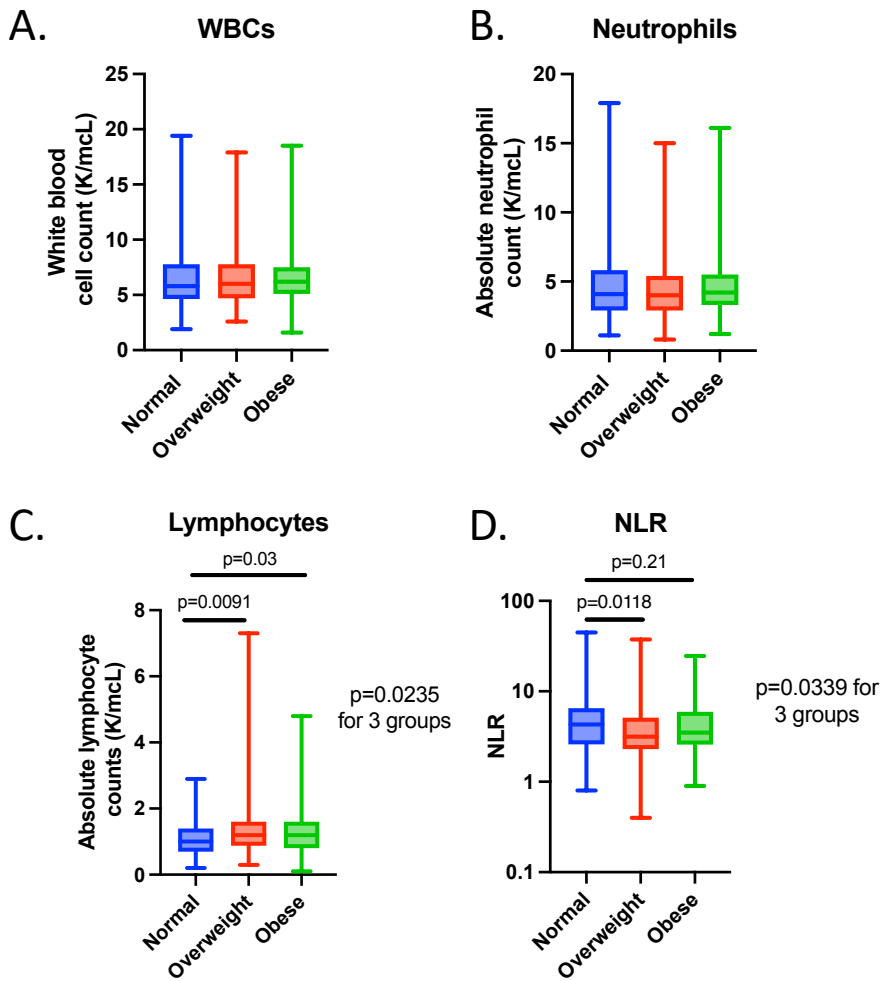 A.
WBCs
White blood
cell count (K/mcL)
25
20
15
10
5
0
Normal
Overweight
Obese
B.
Neutrophils
Absolute neutrophil
count (K/mcL)
20
15
10
5
0
Normal
Overweight
Obese
C.
Lymphocytes
p=0.03
p=0.0091
Absolute lymphocyte
counts (K/mcL)
8
6
4
2
0
Normal
Overweight
Obese
p=0.0235
for 3 groups
D.
NLR
p=0.21
p=0.0118
NLR
100
10
1
0.1
Normal
Overweight
Obese
p=0.0339 for
3 groups